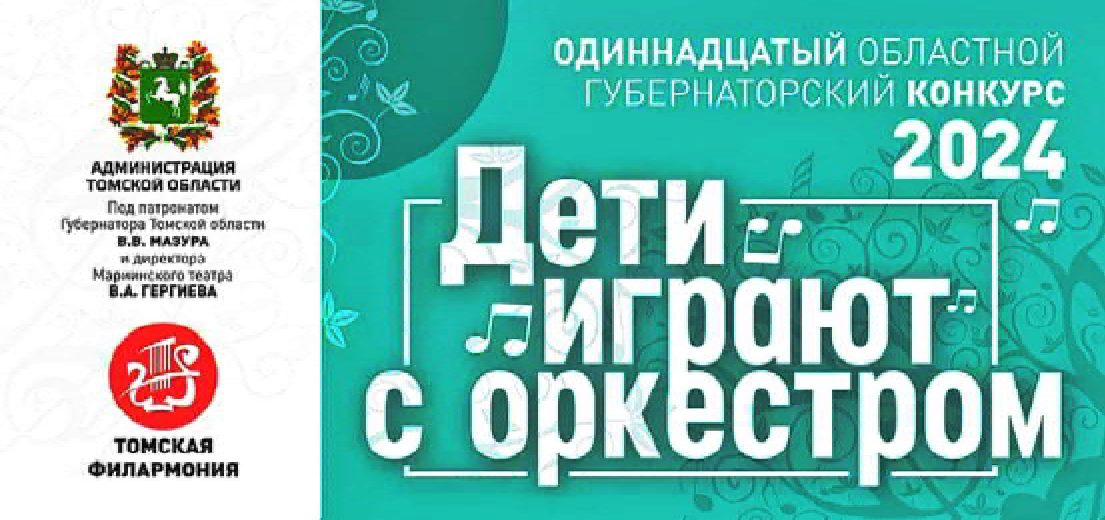 АДМИНИСТРАЦИЯ
ТОМСКОЙ ОБЛАСТИ
Под патронатом
Губернатора Томской области
В.В. МАЗУРА
и директора
Мариинского театра
В.А. ГЕРГИЕВА
ТОМСКАЯ
ФИЛАРМОНИЯ
ОДИННАДЦАТЫЙ ОБЛАСТНОЙ
ГУБЕРНАТОРСКИЙ КОНКУРС
2024
Дети
играют
с оркестром